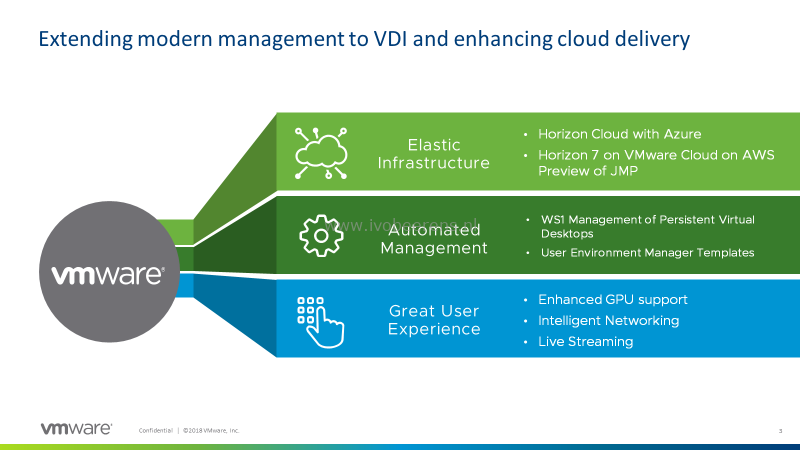 Extending modern management to VDI and enhancing cloud delivery
Elastic
Infrastructure
• Horizon Cloud with Azure
• Horizon 7 on VMware Cloud on AWS
Preview of JMP
www.ivobeerens.nl
Automated
Management
• WS1 Management of Persistent Virtual
Desktops
• User Environment Manager Templates
vmware®
Great User
Experience
• Enhanced GPU support
• Intelligent Networking
• Live Streaming
vmware®
Confidential | ©2018 VMware, Inc.
3